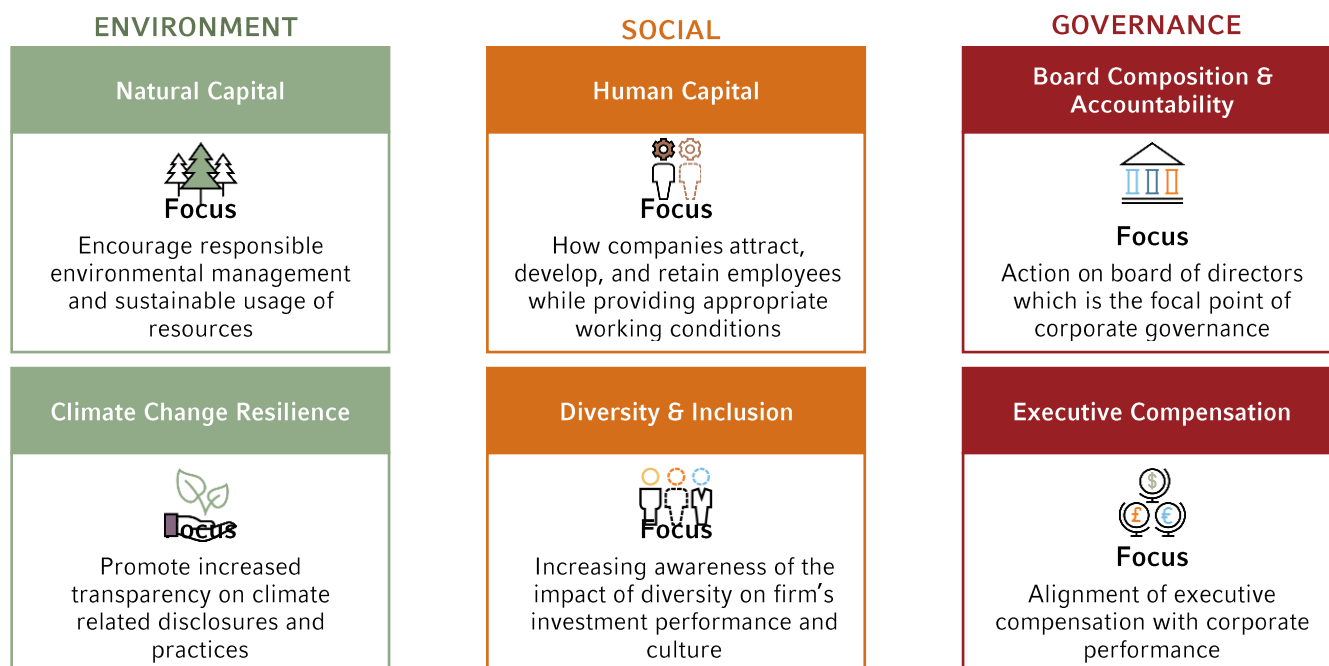 ENVIRONMENT
Natural Capital
Focus
Encourage responsible
environmental management
and sustainable usage of
resources
Climate Change Resilience
Focus
Promote increased
transparency on climate
related disclosures and
practices
SOCIAL
Human Capital
Focus
How companies attract,
develop, and retain employees
while providing appropriate
working conditions
Diversity & Inclusion
Focus
Increasing awareness of the
impact of diversity on firm's
investment performance and
culture
GOVERNANCE
Board Composition &
Accountability
Focus
Action on board of directors
which is the focal point of
corporate governance
Executive Compensation
$
£
€
Focus
Alignment of executive
compensation with corporate
performance